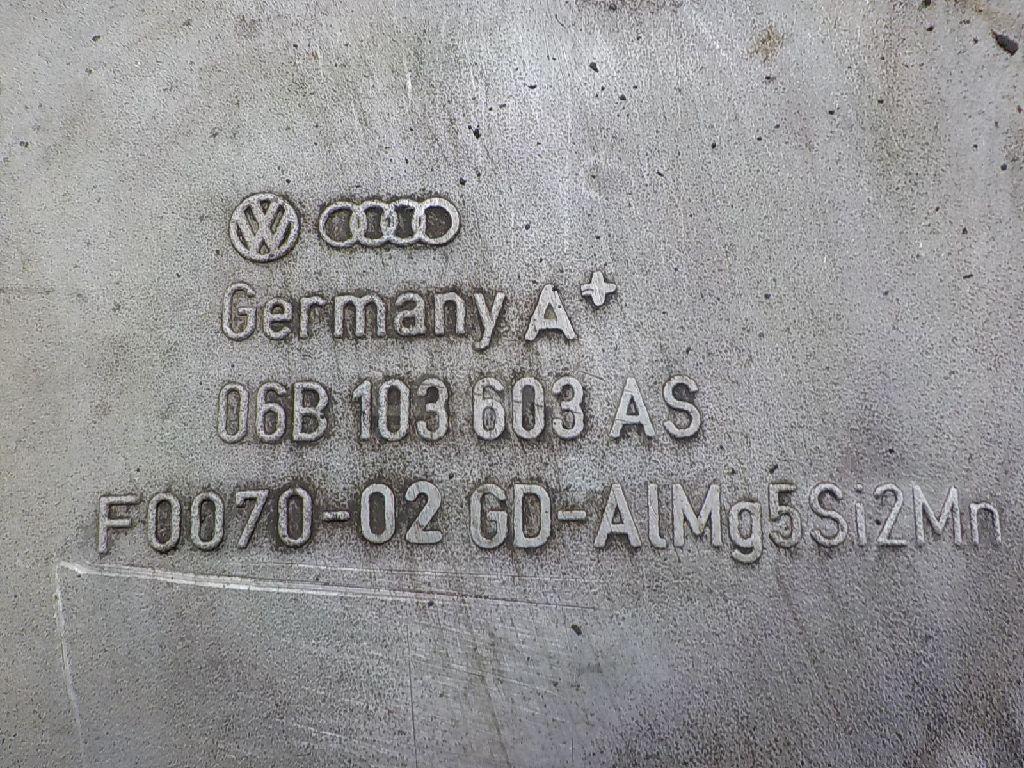 Germany A+
06B 103 603 AS
F0070-02 GD-AlMg5Si2Mn